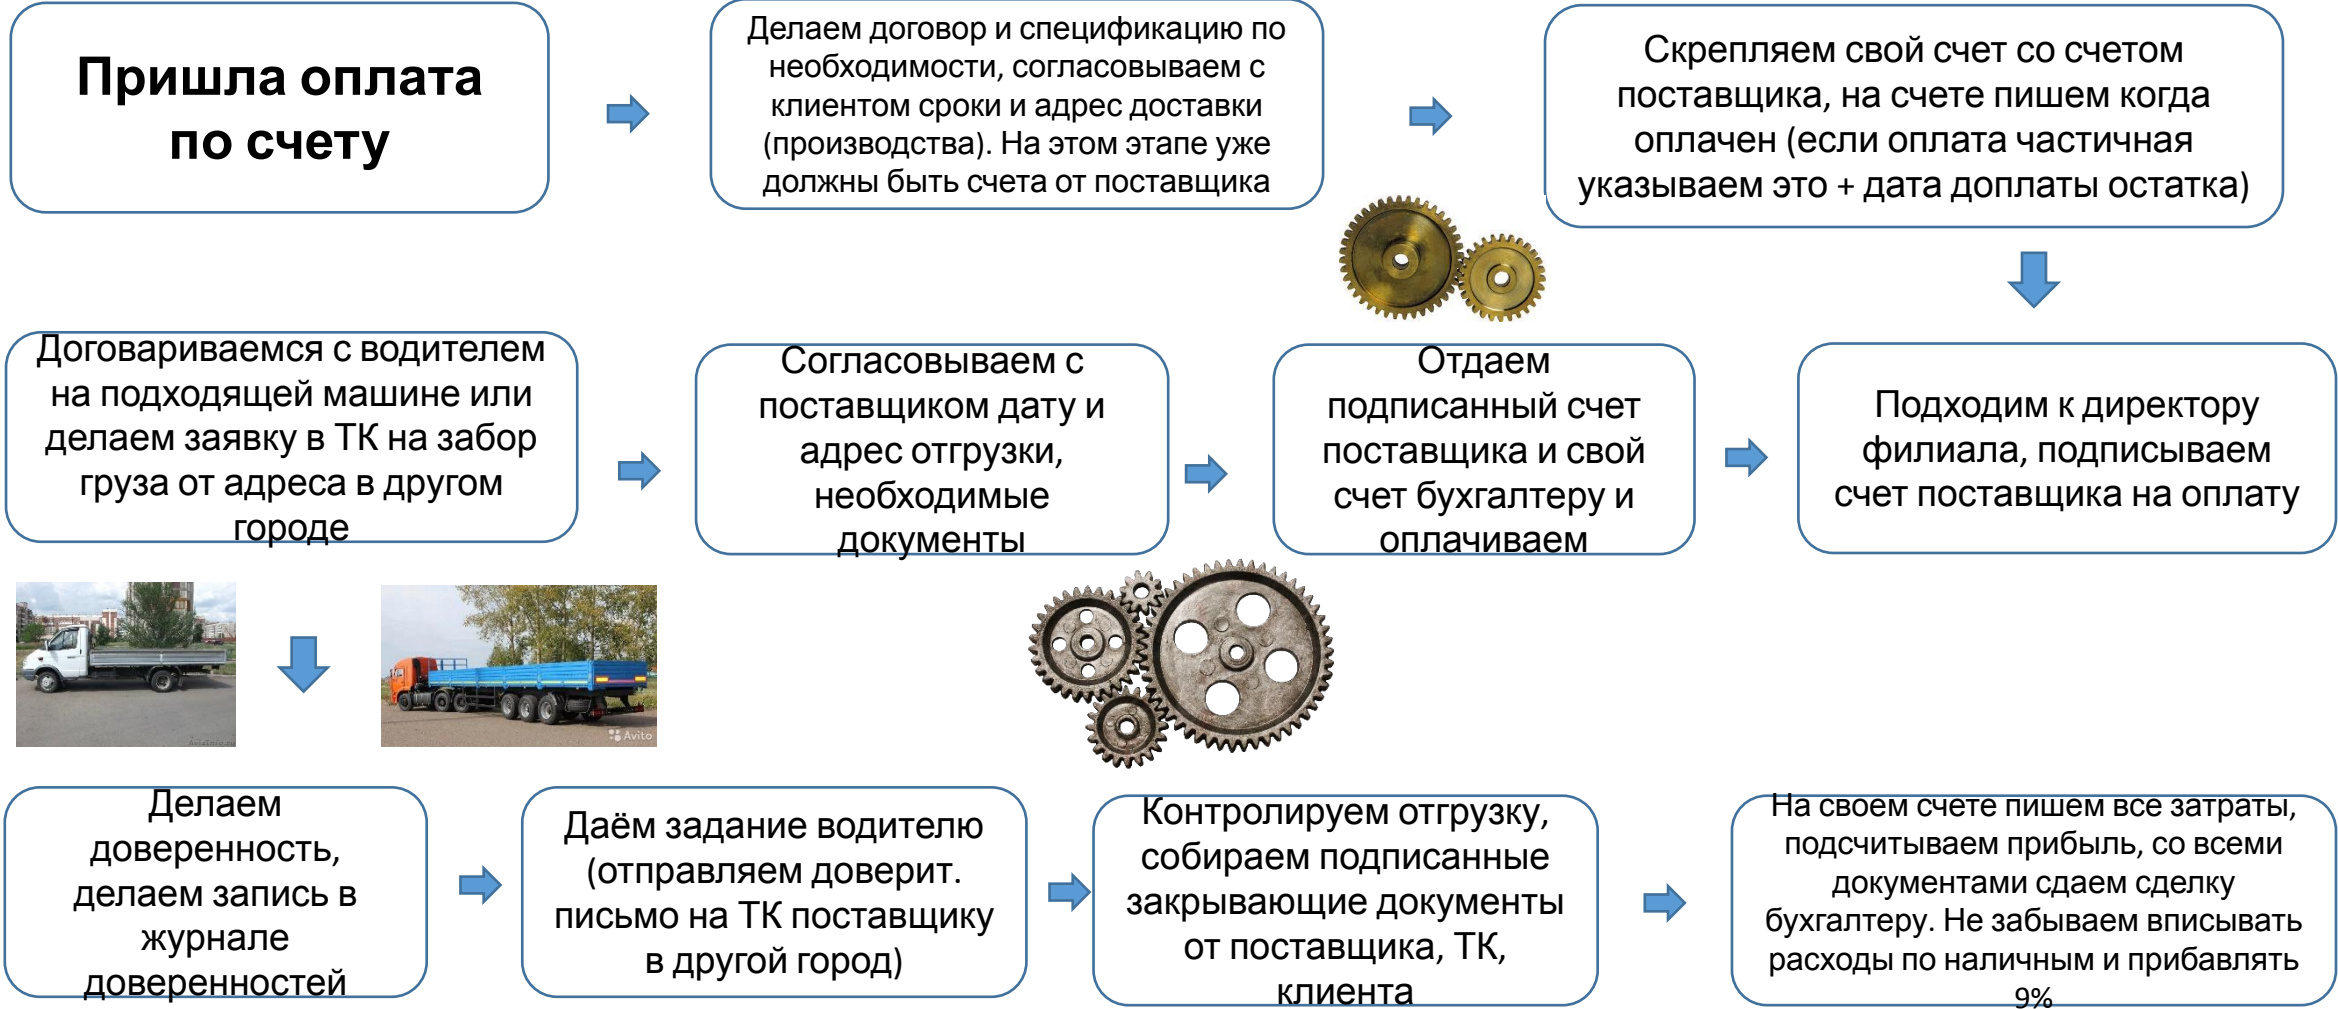 Пришла оплата
по счету
Делаем договор и спецификацию по
необходимости, согласовываем с
клиентом сроки и адрес доставки
(производства). На этом этапе уже
должны быть счета от поставщика
Скрепляем свой счет со счетом
поставщика, на счете пишем когда
оплачен (если оплата частичная
указываем это + дата доплаты остатка)
Договариваемся с водителем
на подходящей машине или
делаем заявку в ТК на забор
груза от адреса в другом
городе
Согласовываем с
поставщиком дату и
адрес отгрузки,
необходимые
документы
Отдаем
подписанный счет
поставщика и свой
счет бухгалтеру и
оплачиваем
Подходим к директору
филиала, подписываем
счет поставщика на оплату
Avito
Делаем
доверенность,
делаем запись в
журнале
доверенностей
Даём задание водителю
(отправляем доверит.
письмо на ТК поставщику
в другой город)
Контролируем отгрузку,
собираем подписанные
закрывающие документы
от поставщика, ТК,
клиента
На своем счете пишем все затраты,
подсчитываем прибыль, со всеми
документами сдаем сделку
бухгалтеру. Не забываем вписывать
расходы по наличным и прибавлять
9%